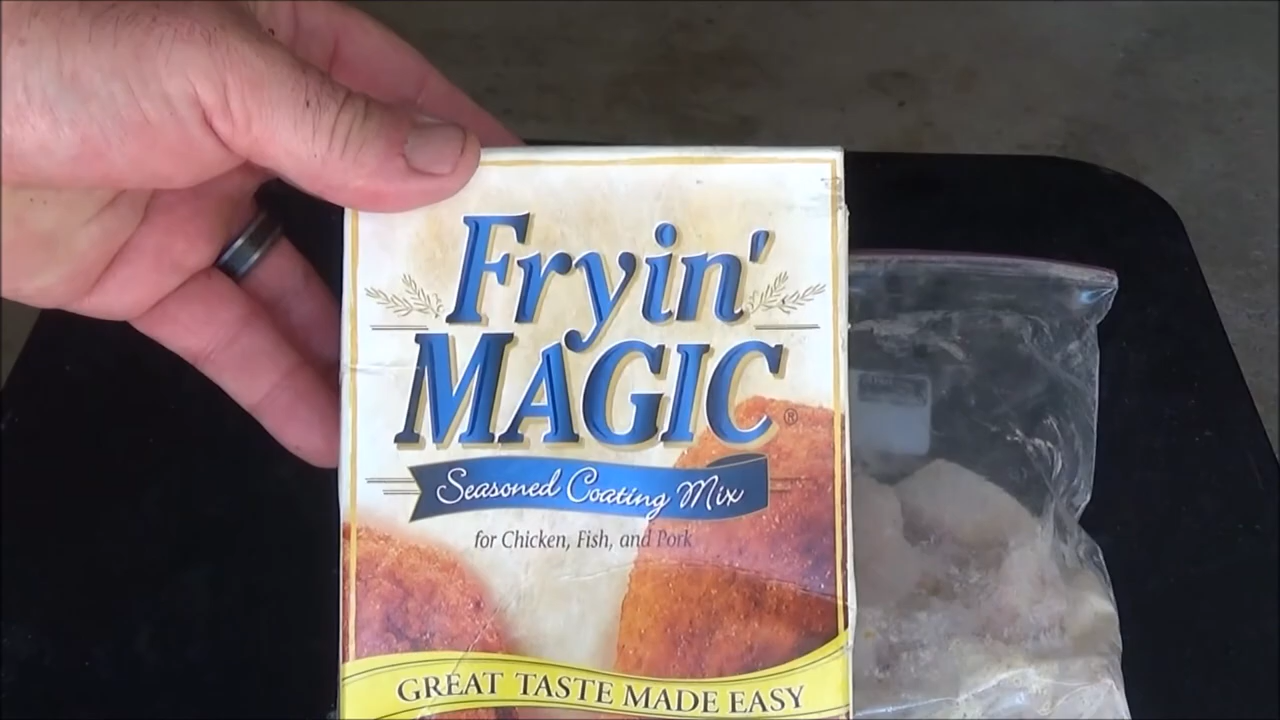 Fryin'
MAGIC®
Seasoned Coating Mix
for Chicken, Fish, and Pork
GREAT TASTE MADE EASY